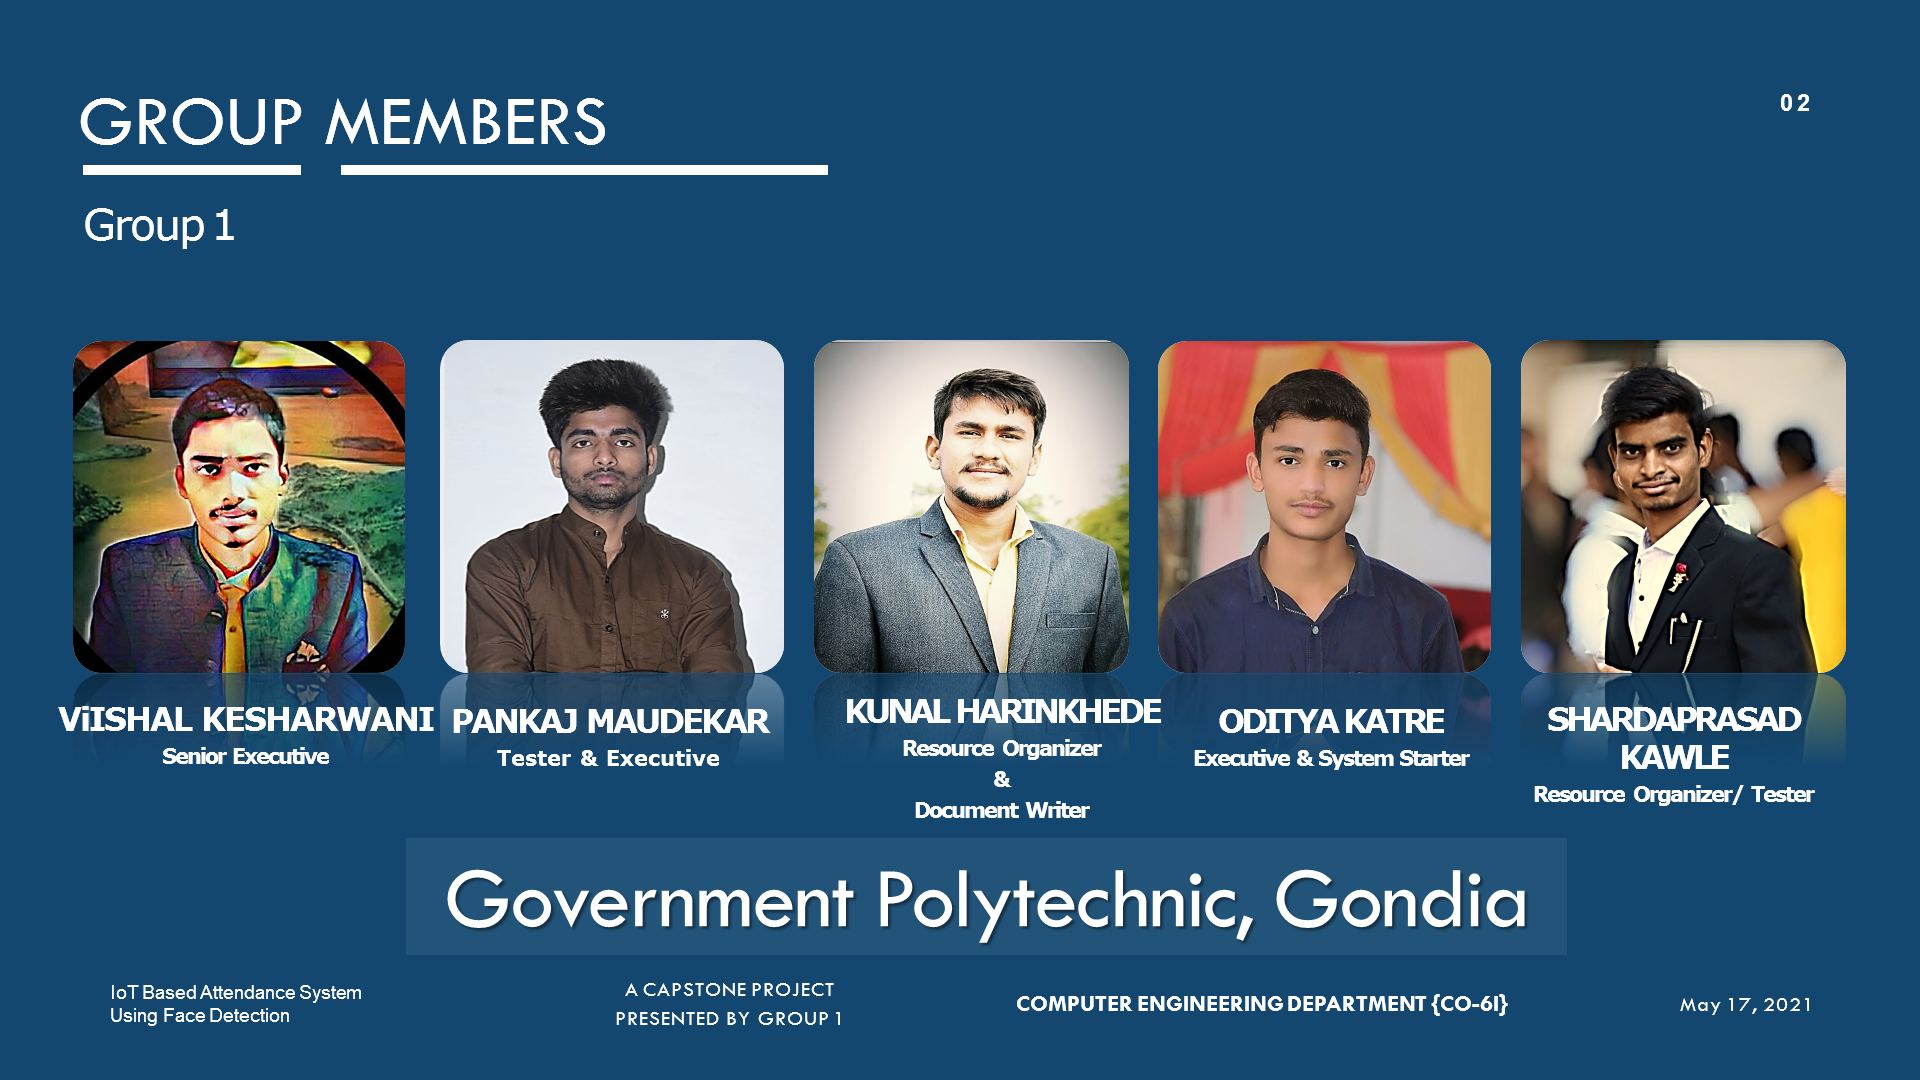 GROUP MEMBERS
02
Group 1
ViISHAL KESHARWANI
Senior Executive
PANKAJ MAUDEKAR
Tester & Executive
KUNAL HARINKHEDE
Resource Organizer
&
Document Writer
ODITYA KATRE
Executive & System Starter
SHARDAPRASAD
KAWLE
Resource Organizer/ Tester
Government Polytechnic, Gondia
IoT Based Attendance System
Using Face Detection
A CAPSTONE PROJECT
PRESENTED BY GROUP 1
COMPUTER ENGINEERING DEPARTMENT {CO-6I}
May 17, 2021